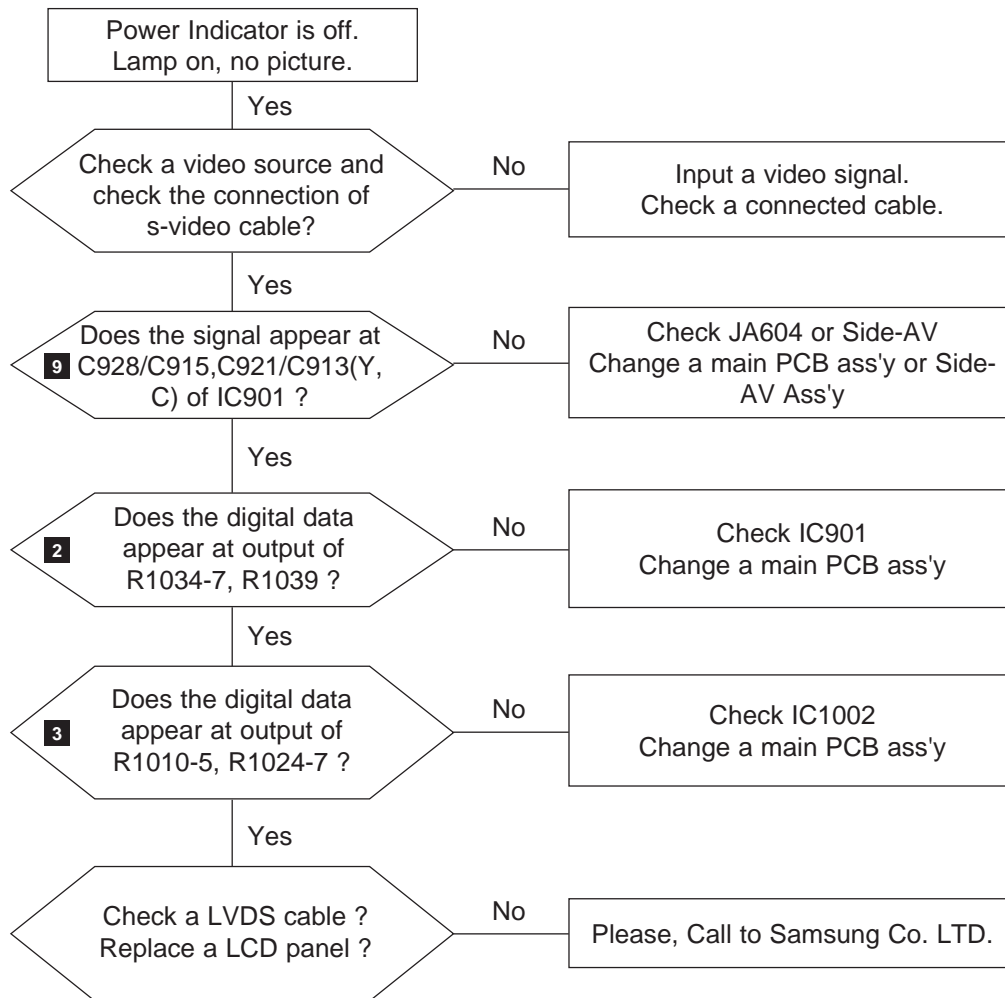 Power Indicator is off.
Lamp on, no picture.
Yes
Check a video source and
check the connection of
s-video cable?
No
Input a video signal.
Check a connected cable.
Yes
Does the signal appear at
9 C928/C915,C921/C913(Y,
C) of IC901 ?
No
Check JA604 or Side-AV
Change a main PCB ass'y or Side-
AV Ass'y
Yes
Does the digital data
2 appear at output of
R1034-7, R1039 ?
No
Check IC901
Change a main PCB ass'y
Yes
Does the digital data
3 appear at output of
R1010-5, R1024-7 ?
No
Check IC1002
Change a main PCB ass'y
Yes
Check a LVDS cable ?
Replace a LCD panel ?
No
Please, Call to Samsung Co. LTD.